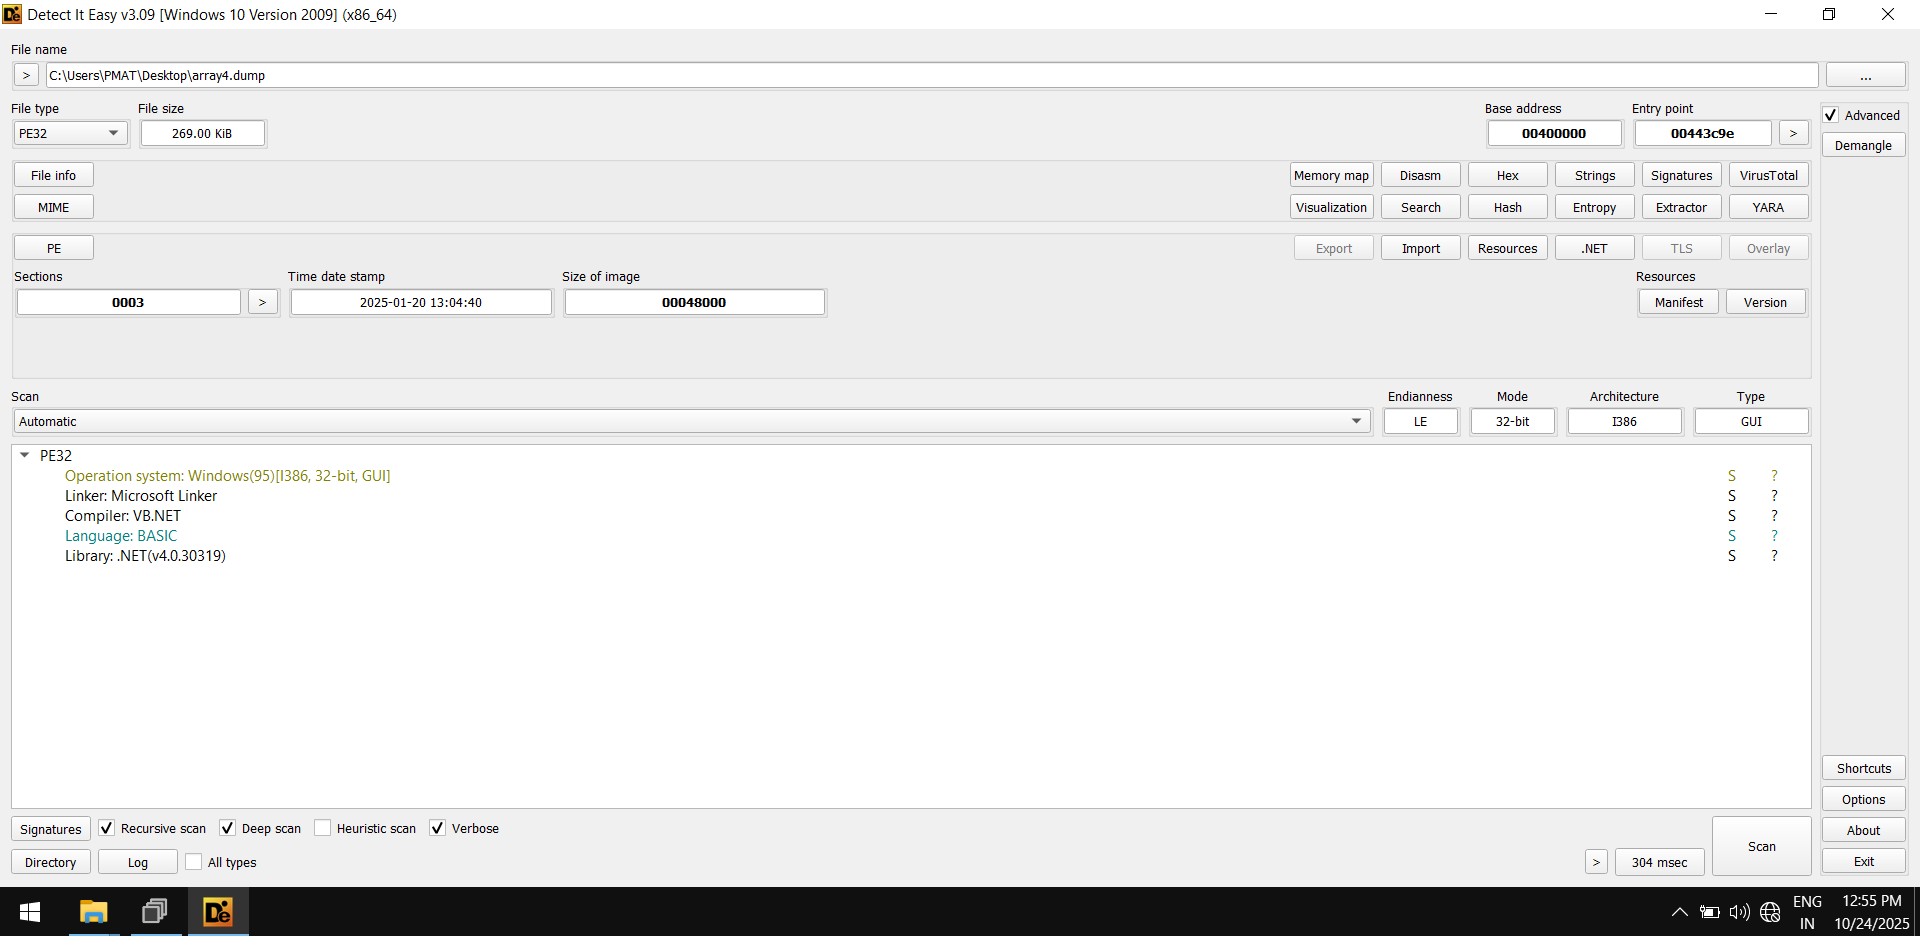 Detect It Easy v3.09 [Windows 10 Version 2009] (x86_64)
File name
> C:\Users\PMAT\Desktop\array4.dump ...
File type File size Base address Entry point
PE32 269.00 KiB 00400000 00443c9e >
Advanced
Demangle
File info Memory map Disasm Hex Strings Signatures VirusTotal
MIME Visualization Search Hash Entropy Extractor YARA
PE Export Import Resources .NET TLS Overlay
Sections Time date stamp Size of image Resources
0003 > 2025-01-20 13:04:40 00048000 Manifest Version
Scan Endianness Mode Architecture Type
Automatic LE 32-bit I386 GUI
PE32
Operation system: Windows(95)[I386, 32-bit, GUI] S ?
Linker: Microsoft Linker S ?
Compiler: VB.NET S ?
Language: BASIC S ?
Library: .NET(v4.0.30319) S ?
Shortcuts
Options
About
Exit
Signatures Recursive scan Deep scan Heuristic scan Verbose
Directory Log All types > 304 msec Scan
De
ENG 12:55 PM
IN 10/24/2025